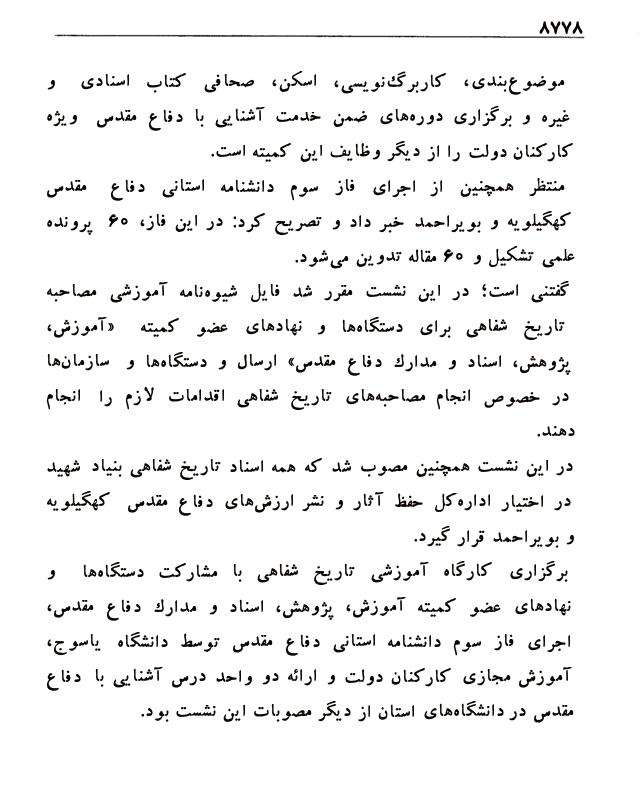 ۸۷۷۸
موضوع‌بندی، کاربرگ‌نویسی، اسکن، صحافی کتاب اسنادی و
غیره و برگزاری دوره‌های ضمن خدمت آشنایی با دفاع مقدس ویژه
کارکنان دولت را از دیگر وظایف این کمیته است.
منتظر همچنین از اجرای فاز سوم دانشنامه استانی دفاع مقدس
کهگیلویه و بویراحمد خبر داد و تصریح کرد: در این فاز، ۶۰ پرونده
علمی تشکیل و ۶۰ مقاله تدوین می‌شود.
گفتنی است؛ در این نشست مقرر شد فایل شیوه‌نامه آموزشی مصاحبه
تاریخ شفاهی برای دستگاه‌ها و نهادهای عضو کمیته «آموزش،
پژوهش، اسناد و مدارک دفاع مقدس» ارسال و دستگاه‌ها و سازمان‌ها
در خصوص انجام مصاحبه‌های تاریخ شفاهی اقدامات لازم را انجام
دهند.
در این نشست همچنین مصوب شد که همه اسناد تاریخ شفاهی بنیاد شهید
در اختیار اداره‌کل حفظ آثار و نشر ارزش‌های دفاع مقدس کهگیلویه
و بویراحمد قرار گیرد.
برگزاری کارگاه آموزشی تاریخ شفاهی با مشارکت دستگاه‌ها و
نهادهای عضو کمیته آموزش، پژوهش، اسناد و مدارک دفاع مقدس،
اجرای فاز سوم دانشنامه استانی دفاع مقدس توسط دانشگاه یاسوج،
آموزش مجازی کارکنان دولت و ارائه دو واحد درس آشنایی با دفاع
مقدس در دانشگاه‌های استان از دیگر مصوبات این نشست بود.